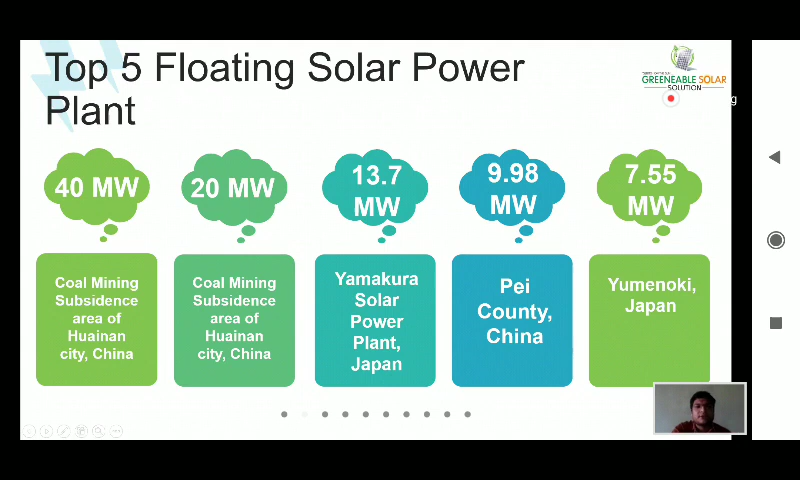 Top 5 Floating Solar Power
Plant
GREENEABLE SOLAR
SOLUTION
g
40 MW
20 MW
13.7
MW
9.98
MW
7.55
MW
Coal Mining
Subsidence
area of
Huainan
city, China
Coal Mining
Subsidence
area of
Huainan
city, China
Yamakura
Solar
Power
Plant,
Japan
Pei
County,
China
Yumenoki,
Japan